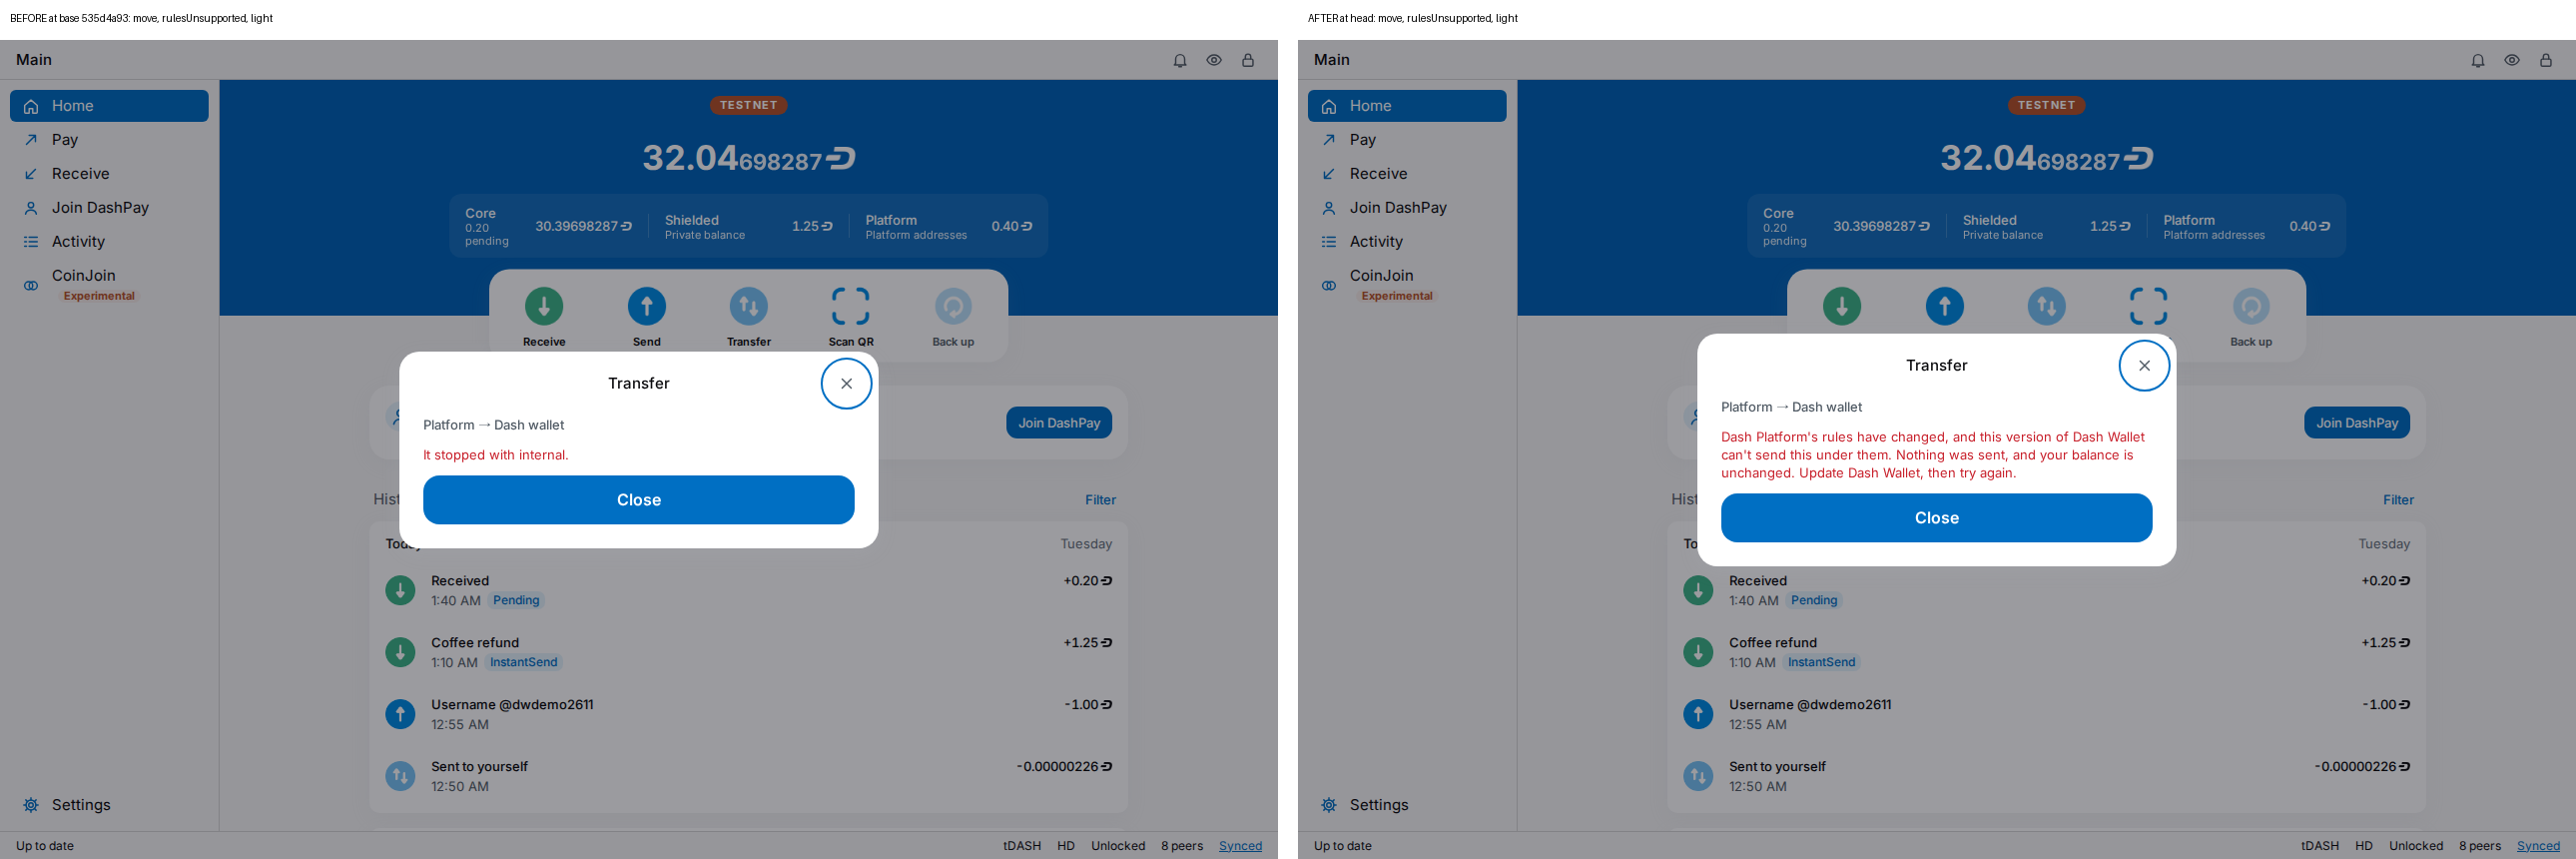 BEFORE at base 535d4a93: move, rulesUnsupported, light
Main
Home
Pay
Receive
Join DashPay
Activity
CoinJoin
Experimental
Settings
TESTNET
32.04698287
Core
0.20
pending
30.39698287
Shielded
Private balance
1.25
Platform
Platform addresses
0.40
Receive
Send
Transfer
Scan QR
Back up
Transfer
Platform → Dash wallet
It stopped with internal.
Close
Join DashPay
Filter
Tuesday
Received
1:40 AM Pending
+0.20
Coffee refund
1:10 AM InstantSend
+1.25
Username @dwdemo2611
12:55 AM
-1.00
Sent to yourself
12:50 AM
-0.00000226
Up to date
tDASH HD Unlocked 8 peers Synced
AFTER at head: move, rulesUnsupported, light
Main
Home
Pay
Receive
Join DashPay
Activity
CoinJoin
Experimental
Settings
TESTNET
32.04698287
Core
0.20
pending
30.39698287
Shielded
Private balance
1.25
Platform
Platform addresses
0.40
Back up
Transfer
Platform → Dash wallet
Dash Platform's rules have changed, and this version of Dash Wallet
can't send this under them. Nothing was sent, and your balance is
unchanged. Update Dash Wallet, then try again.
Close
Join DashPay
Filter
Tuesday
Received
1:40 AM Pending
+0.20
Coffee refund
1:10 AM InstantSend
+1.25
Username @dwdemo2611
12:55 AM
-1.00
Sent to yourself
12:50 AM
-0.00000226
Up to date
tDASH HD Unlocked 8 peers Synced